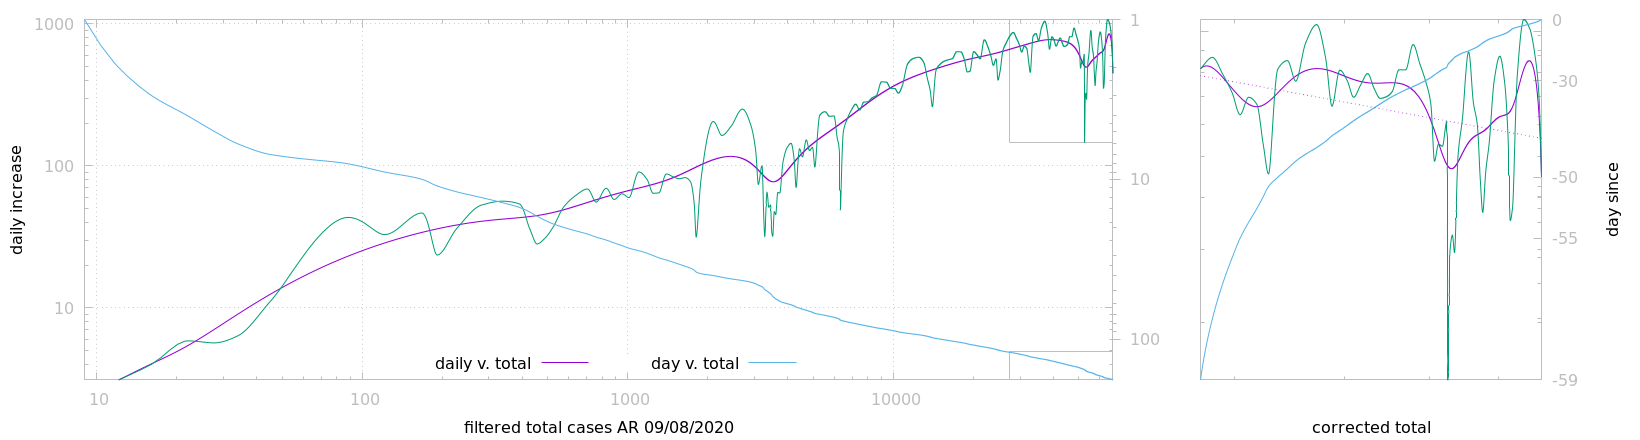 1000
100
10
daily increase
10
100
1000
10000
filtered total cases AR 09/08/2020
daily v. total
day v. total
1
10
100
0
-30
-50
-55
-59
day since
corrected total